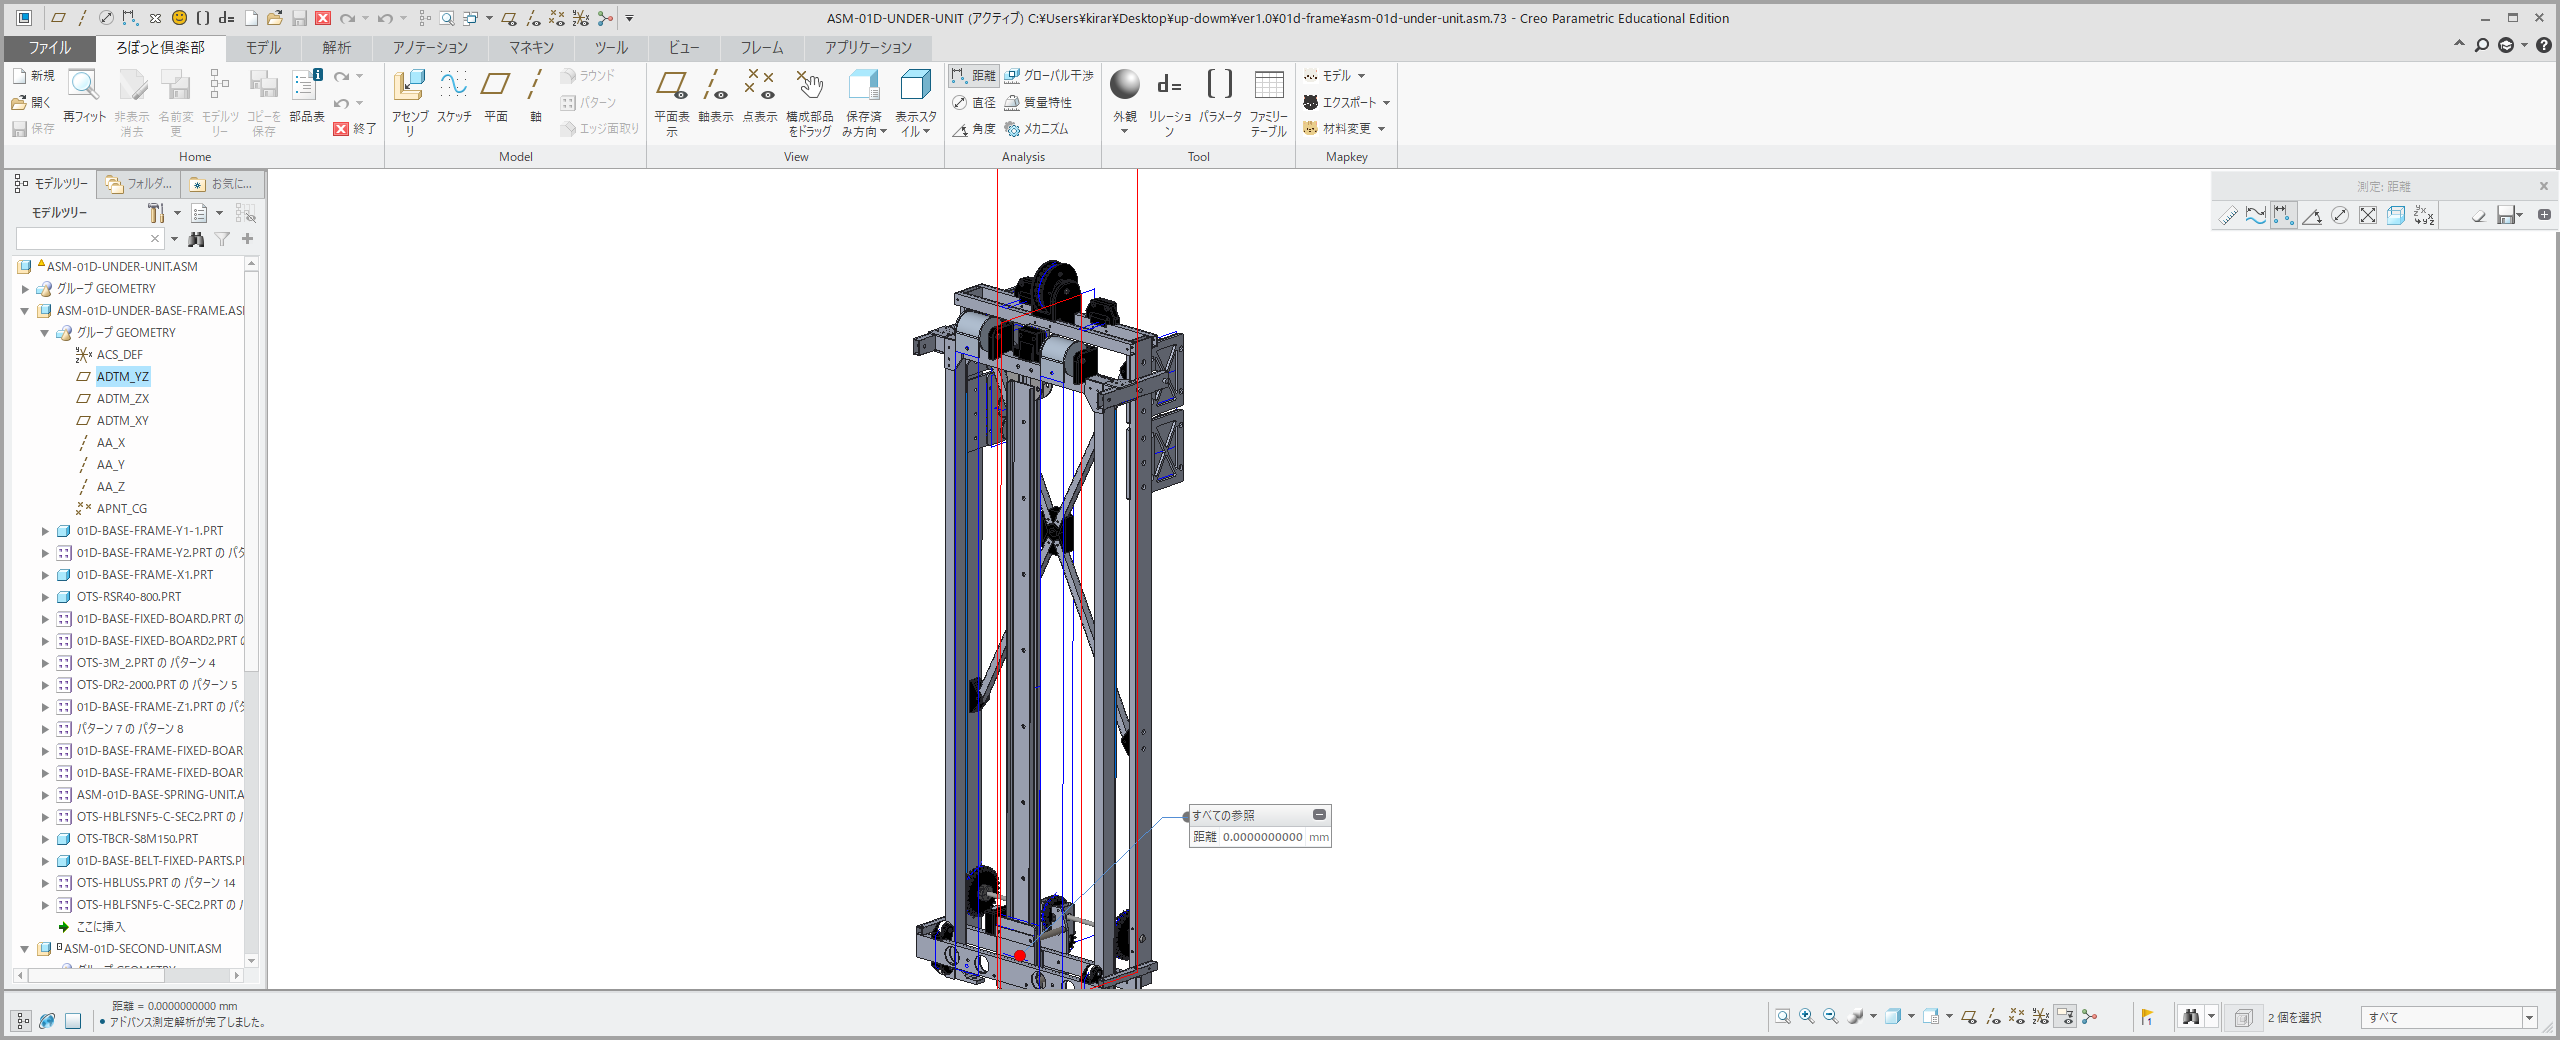 ASM-01D-UNDER-UNIT (アクティブ) C:¥Users¥kirar¥Desktop¥up-dowm¥ver1.0¥01d-frame¥asm-01d-under-unit.asm.73 - Creo Parametric Educational Edition
ファイル ろぼっと倶楽部 モデル 解析 アノテーション マネキン ツール ビュー フレーム アプリケーション
新規
開く
保存
再フィット
非表示
消去
名前変
更
モデルツ
リー
コピーを
保存
部品表
終了
アセンブ
リ
スケッチ
平面
軸
ラウンド
パターン
エッジ面取り
平面表
示
軸表示
点表示
構成部品
をドラッグ
保存済
み方向
表示スタ
イル
距離
直径
角度
グローバル干渉
質量特性
メカニズム
外観
リレーショ
ン
パラメータ
ファミリー
テーブル
モデル
エクスポート
材料変更
Home Model View Analysis Tool Mapkey
モデルツリー フォルダ... お気に...
モデルツリー
ASM-01D-UNDER-UNIT.ASM
グループ GEOMETRY
ASM-01D-UNDER-BASE-FRAME.AS
グループ GEOMETRY
ACS_DEF
ADTM_YZ
ADTM_ZX
ADTM_XY
AA_X
AA_Y
AA_Z
APNT_CG
01D-BASE-FRAME-Y1-1.PRT
01D-BASE-FRAME-Y2.PRT のパタ
01D-BASE-FRAME-X1.PRT
OTS-RSR40-800.PRT
01D-BASE-FIXED-BOARD.PRT の
01D-BASE-FIXED-BOARD2.PRT の
OTS-3M_2.PRT のパターン 4
OTS-DR2-2000.PRT のパターン 5
01D-BASE-FRAME-Z1.PRT のパタ
パターン 7 のパターン 8
01D-BASE-FRAME-FIXED-BOAR
01D-BASE-FRAME-FIXED-BOAR
ASM-01D-BASE-SPRING-UNIT.A
OTS-HBLFSNF5-C-SEC2.PRT の
OTS-TBCR-S8M150.PRT
01D-BASE-BELT-FIXED-PARTS.P
OTS-HBLUS5.PRT のパターン 14
OTS-HBLFSNF5-C-SEC2.PRT の
ここに挿入
ASM-01D-SECOND-UNIT.ASM
測定: 距離
すべての参照
距離 0.0000000000 mm
距離 = 0.0000000000 mm
• アドバンス測定解析が完了しました。
2 個を選択
すべて